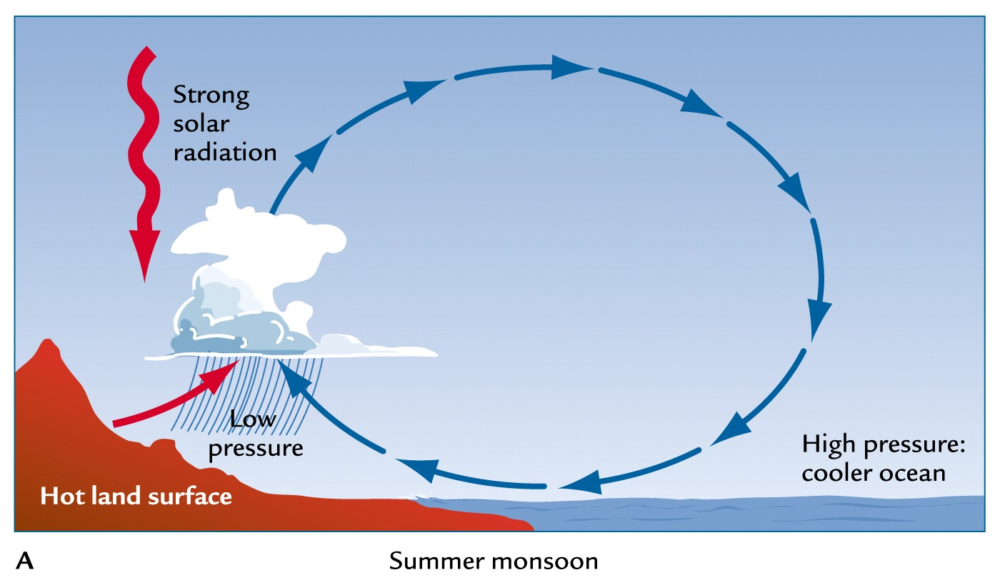 Strong
solar
radiation
Low
pressure
High pressure:
cooler ocean
Hot land surface
A
Summer monsoon